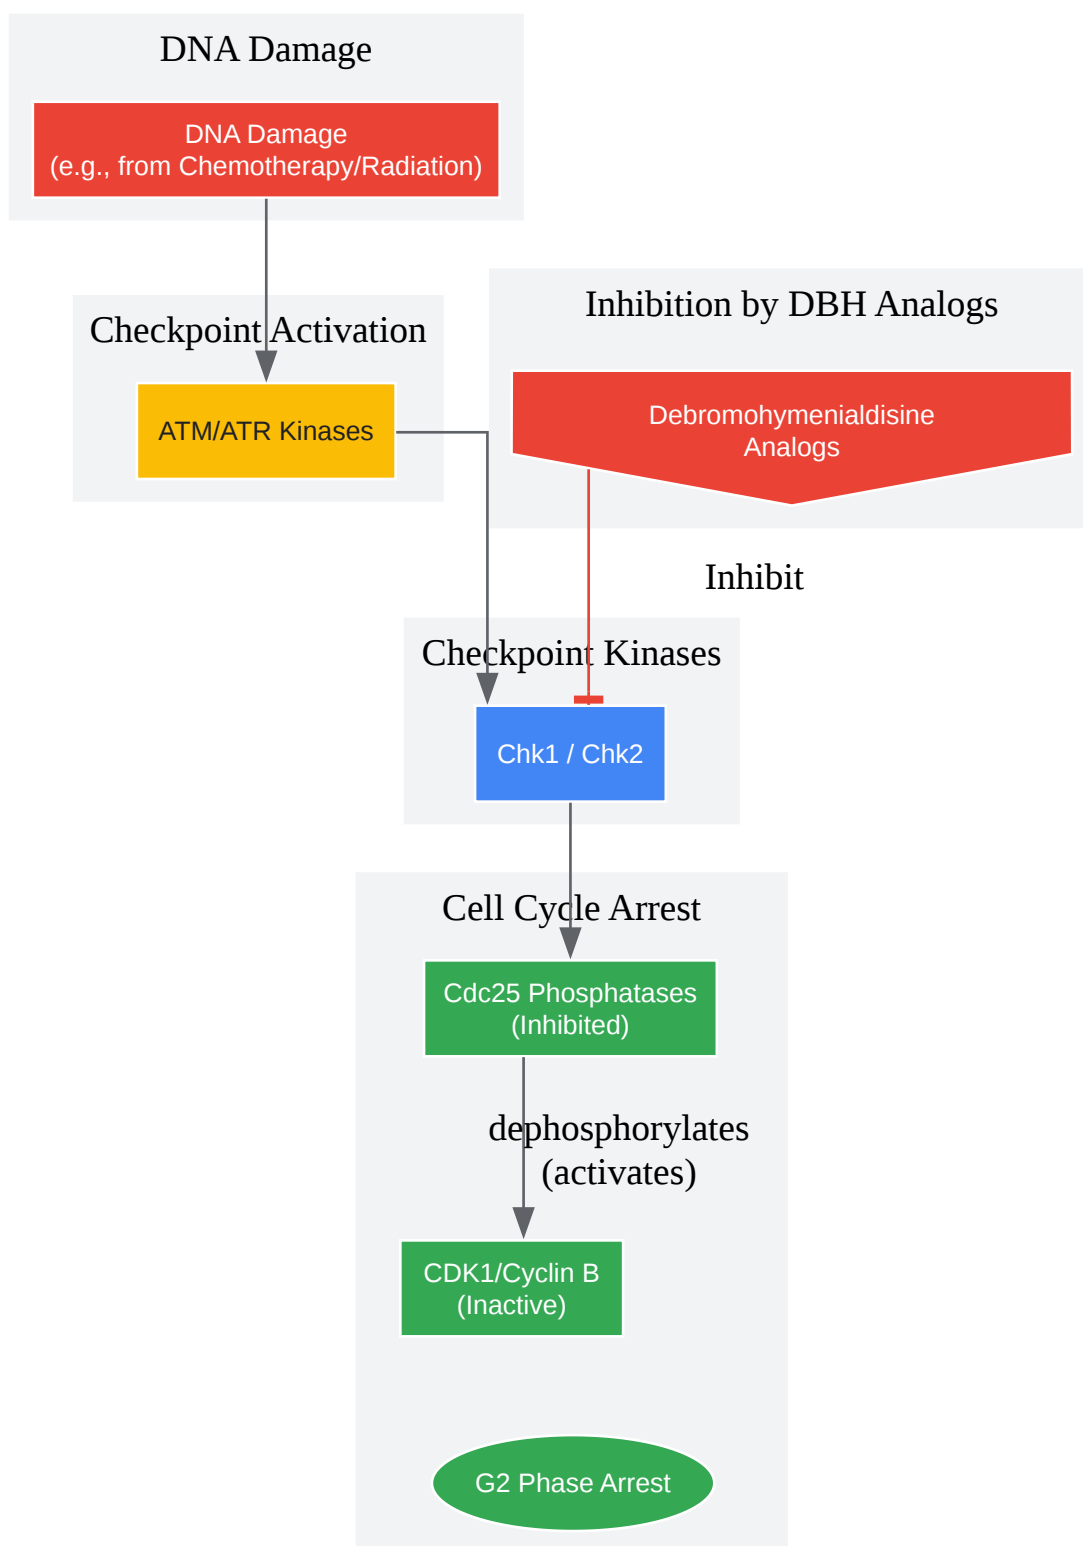 DNA Damage
DNA Damage
(e.g., from Chemotherapy/Radiation)
Checkpoint Activation
ATM/ATR Kinases
Inhibition by DBH Analogs
Debromohymenialdisine
Analogs
Inhibit
Checkpoint Kinases
Chk1 / Chk2
Cell Cycle Arrest
Cdc25 Phosphatases
(Inhibited)
dephosphorylates
(activates)
CDK1/Cyclin B
(Inactive)
G2 Phase Arrest